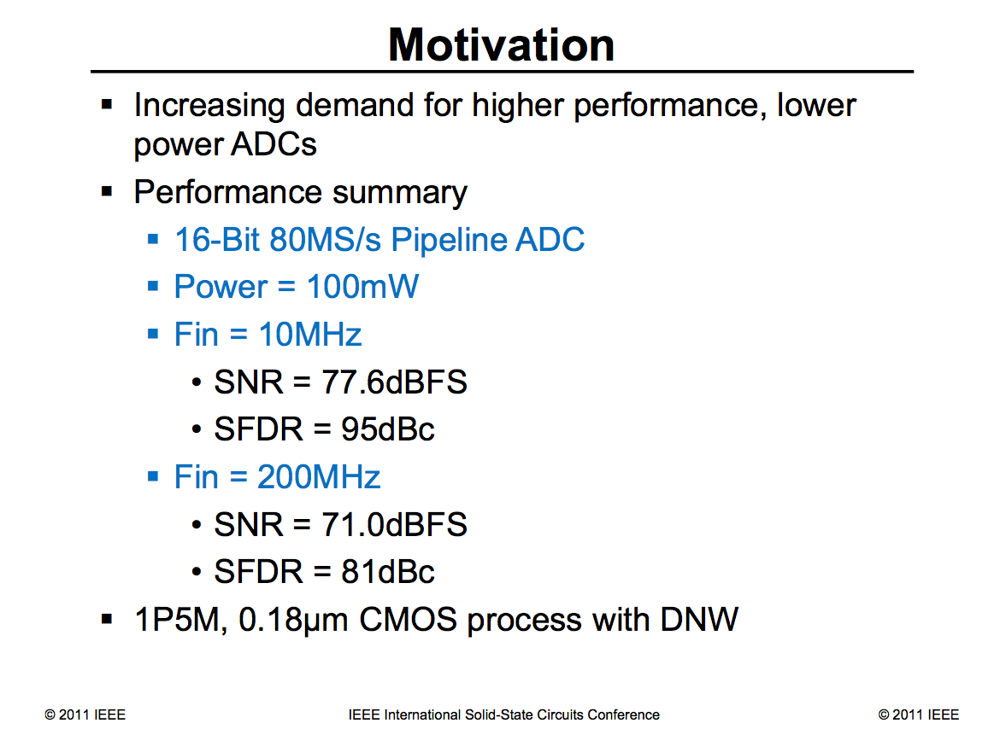 Motivation
▪ Increasing demand for higher performance, lower
power ADCs
▪ Performance summary
▪ 16-Bit 80MS/s Pipeline ADC
▪ Power = 100mW
▪ Fin = 10MHz
• SNR = 77.6dBFS
• SFDR = 95dBc
▪ Fin = 200MHz
• SNR = 71.0dBFS
• SFDR = 81dBc
▪ 1P5M, 0.18µm CMOS process with DNW
© 2011 IEEE IEEE International Solid-State Circuits Conference © 2011 IEEE